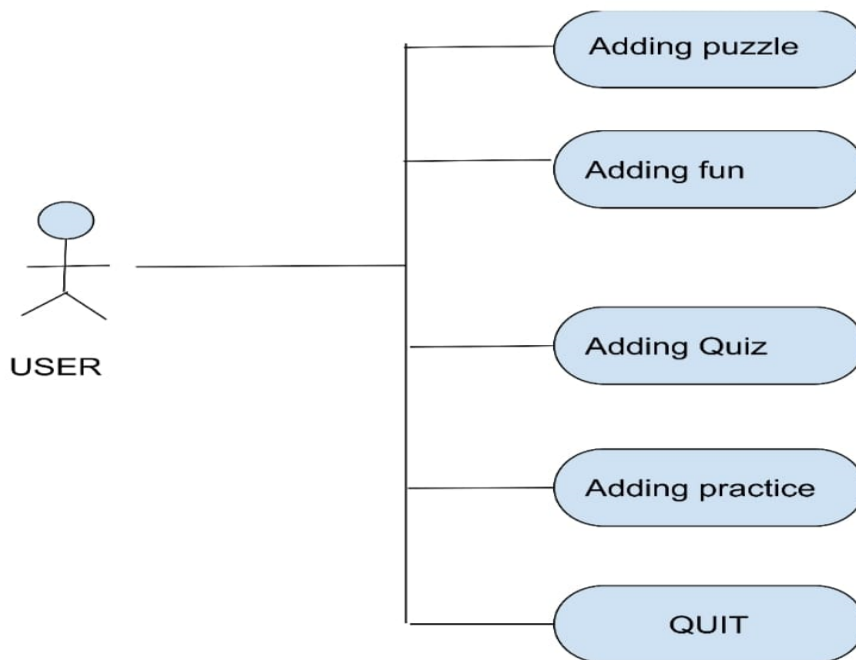 Adding puzzle
Adding fun
Adding Quiz
USER
Adding practice
QUIT